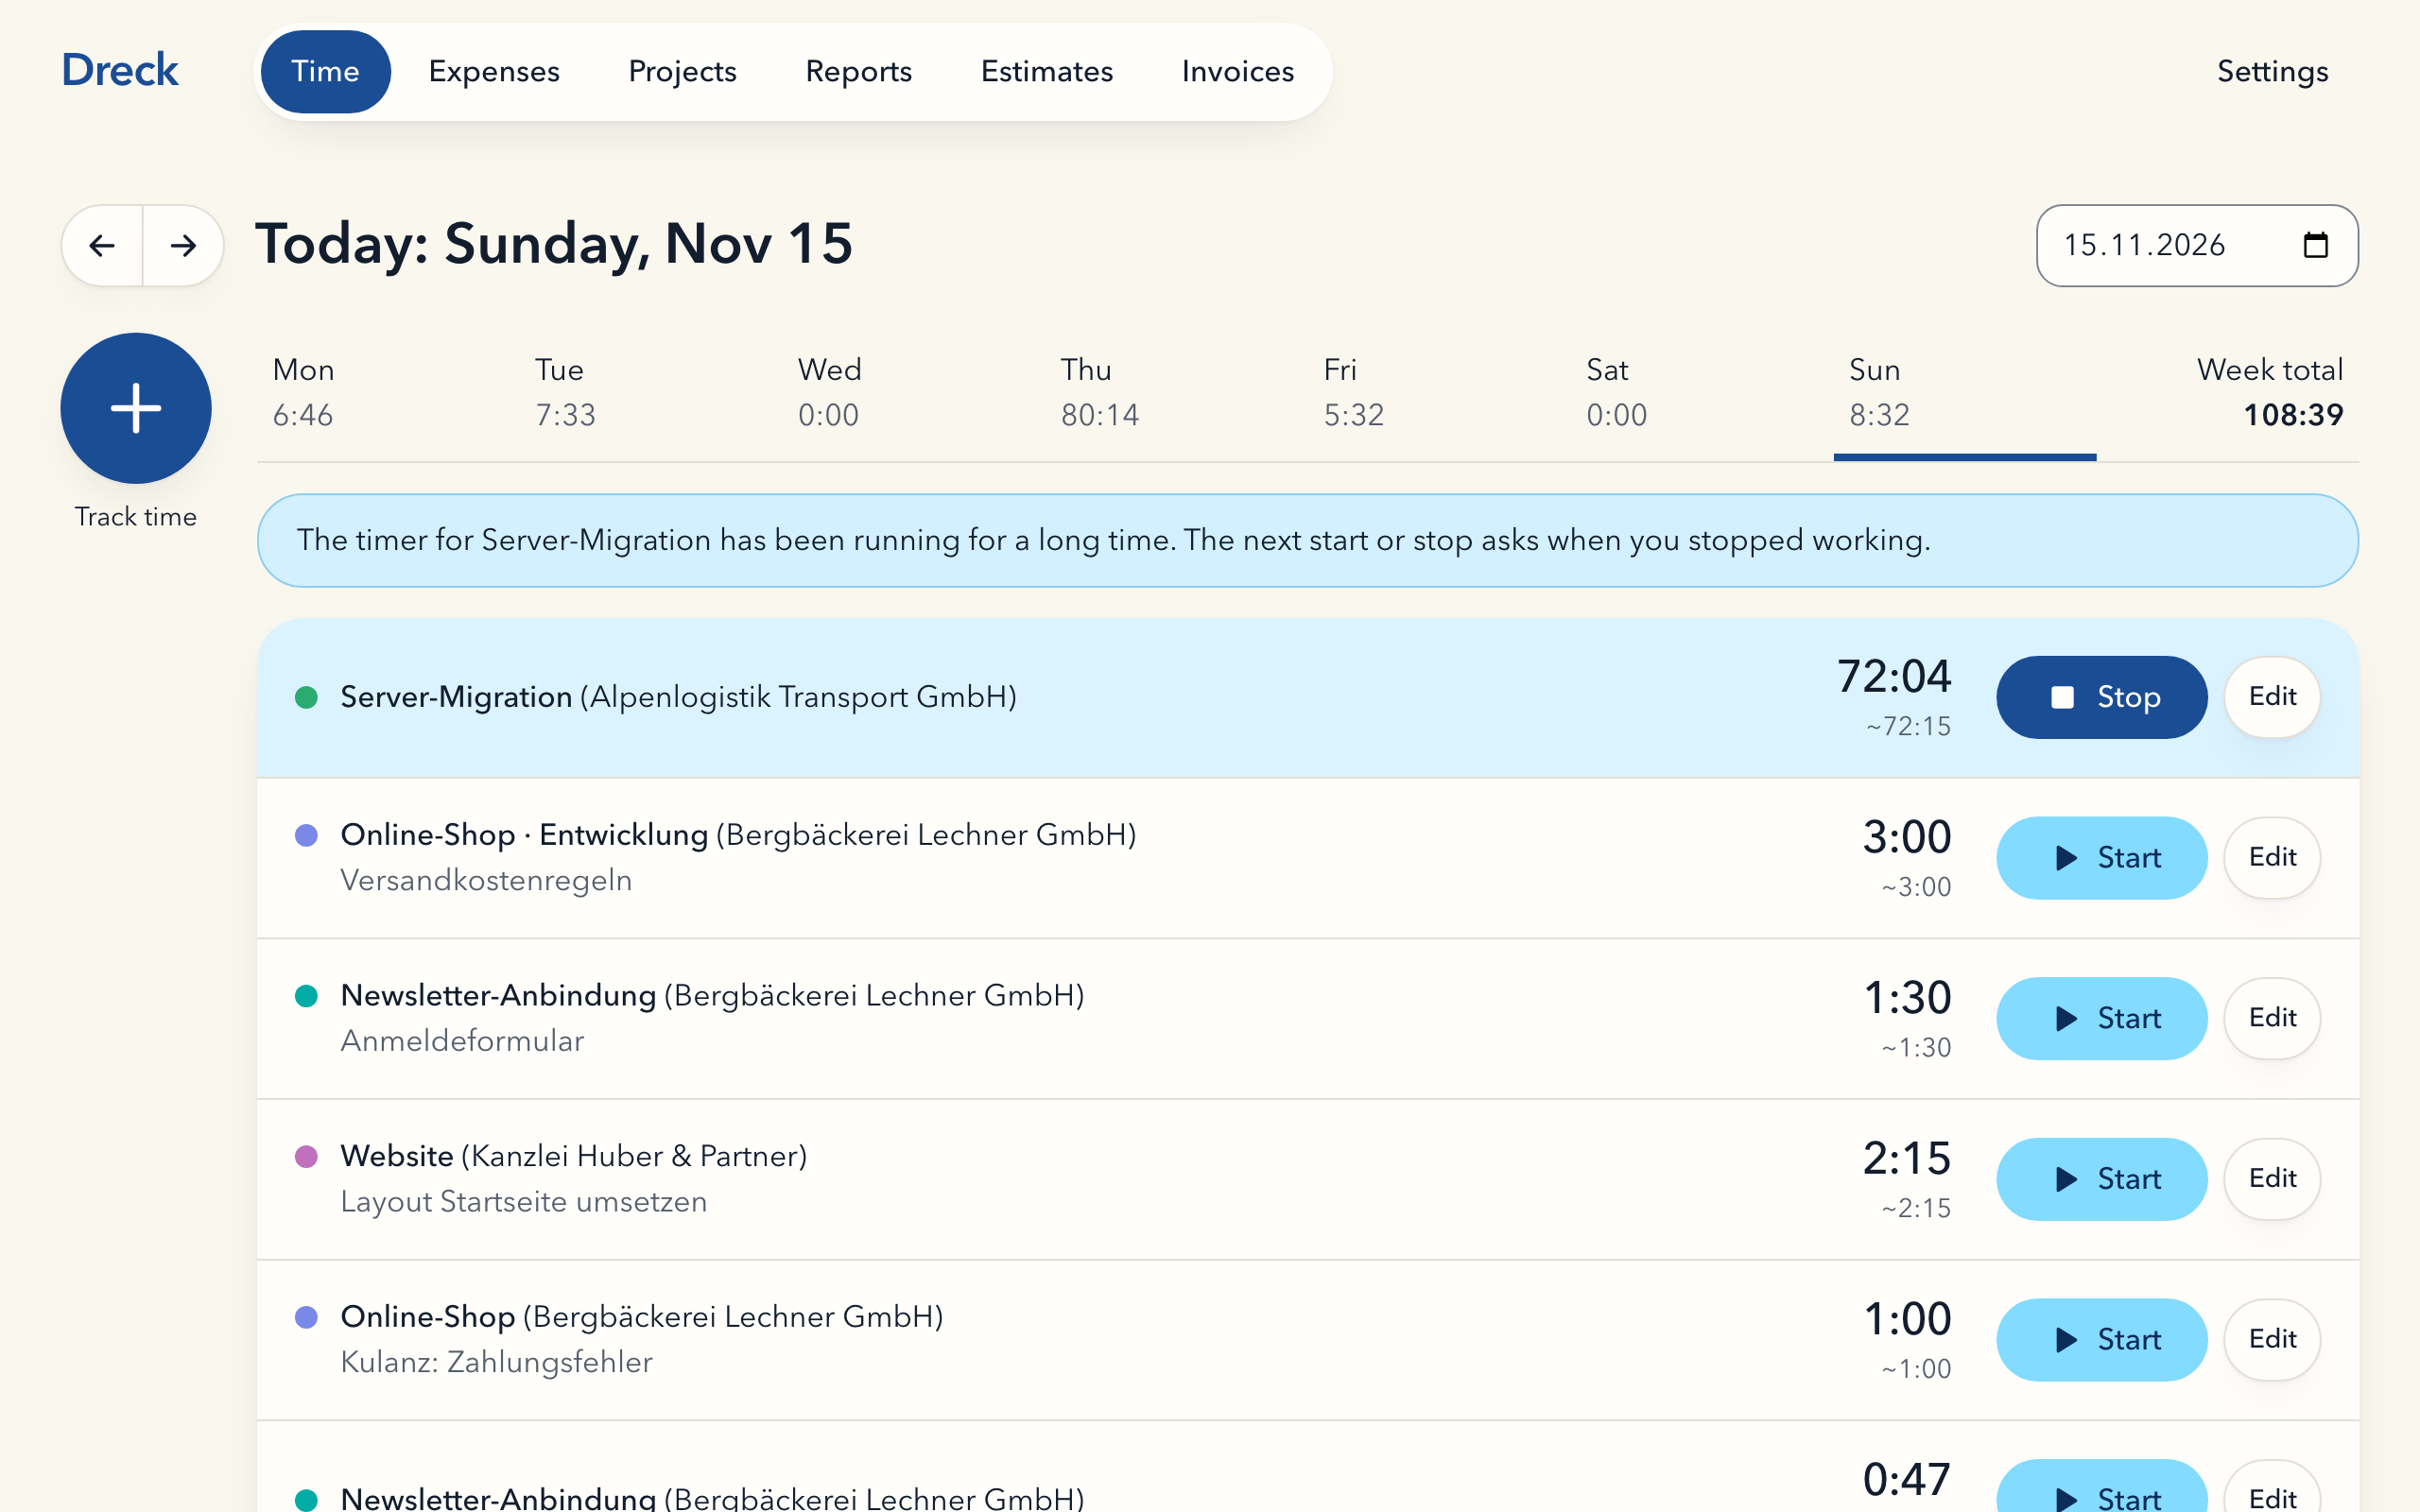 Dreck
Time Expenses Projects Reports Estimates Invoices
Settings
Today: Sunday, Nov 15
15.11.2026
Track time
Mon Tue Wed Thu Fri Sat Sun Week total
6:46 7:33 0:00 80:14 5:32 0:00 8:32 108:39
The timer for Server-Migration has been running for a long time. The next start or stop asks when you stopped working.
Server-Migration (Alpenlogistik Transport GmbH)
72:04
~72:15
Stop Edit
Online-Shop · Entwicklung (Bergbäckerei Lechner GmbH)
Versandkostenregeln
3:00
~3:00
Start Edit
Newsletter-Anbindung (Bergbäckerei Lechner GmbH)
Anmeldeformular
1:30
~1:30
Start Edit
Website (Kanzlei Huber & Partner)
Layout Startseite umsetzen
2:15
~2:15
Start Edit
Online-Shop (Bergbäckerei Lechner GmbH)
Kulanz: Zahlungsfehler
1:00
~1:00
Start Edit
Newsletter-Anbindung (Bergbäckerei Lechner GmbH)
0:47
Start Edit